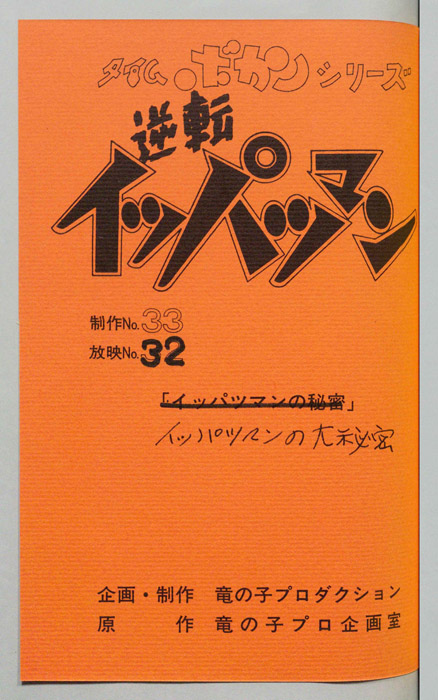 タイムボカンシリーズ
逆転
イッパツマン
制作No.33
放映No.32
「イッパツマンの秘密」
イッパツマンの大秘密
企画・制作 竜の子プロダクション
原作 竜の子プロ企画室